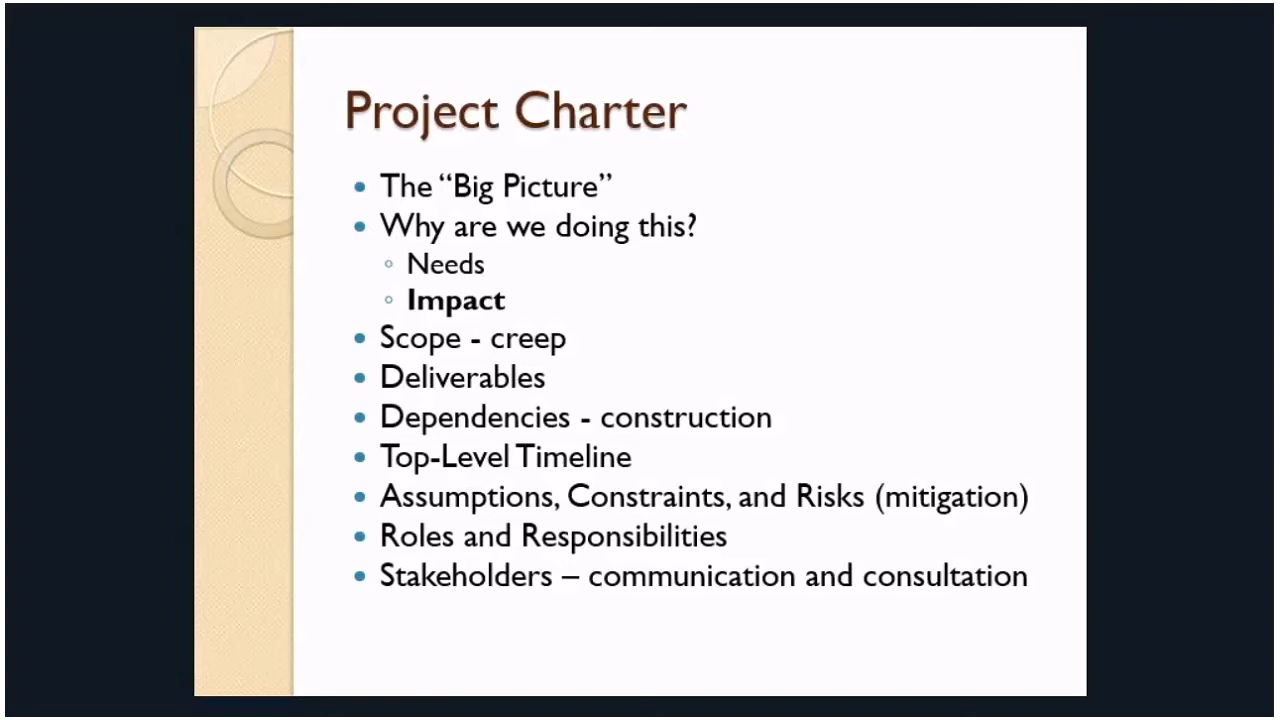 Project Charter
The “Big Picture”
Why are we doing this?
Needs
Impact
Scope - creep
Deliverables
Dependencies - construction
Top-Level Timeline
Assumptions, Constraints, and Risks (mitigation)
Roles and Responsibilities
Stakeholders – communication and consultation